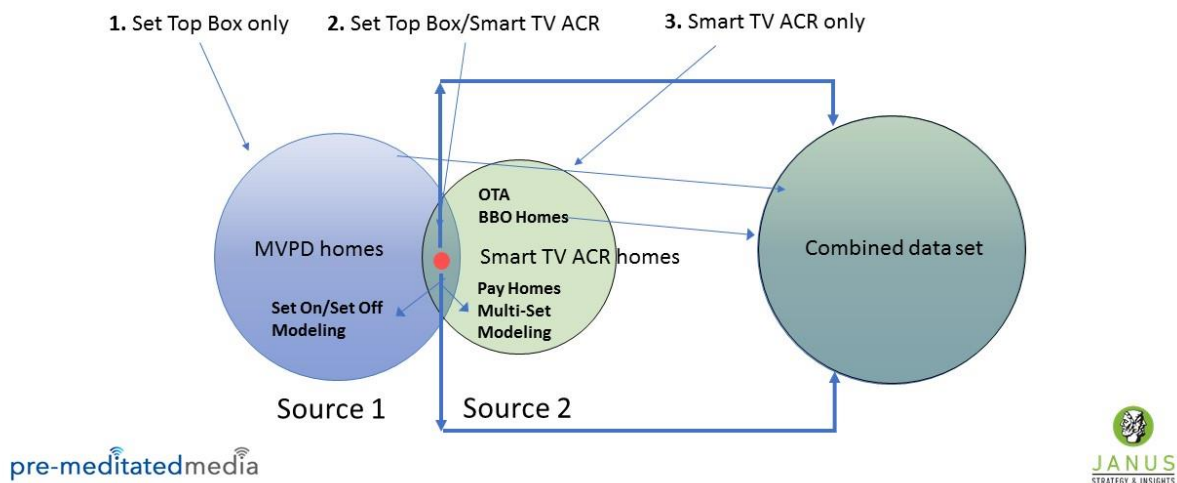 1. Set Top Box only
2. Set Top Box/Smart TV ACR
3. Smart TV ACR only
OTA
BBO Homes
MVPD homes
Smart TV ACR homes
Combined data set
Set On/Set Off
Modeling
Pay Homes
Multi-Set
Modeling
Source 1
Source 2
pre-meditatedmedia
JANUS
STRATEGY & INSIGHTS